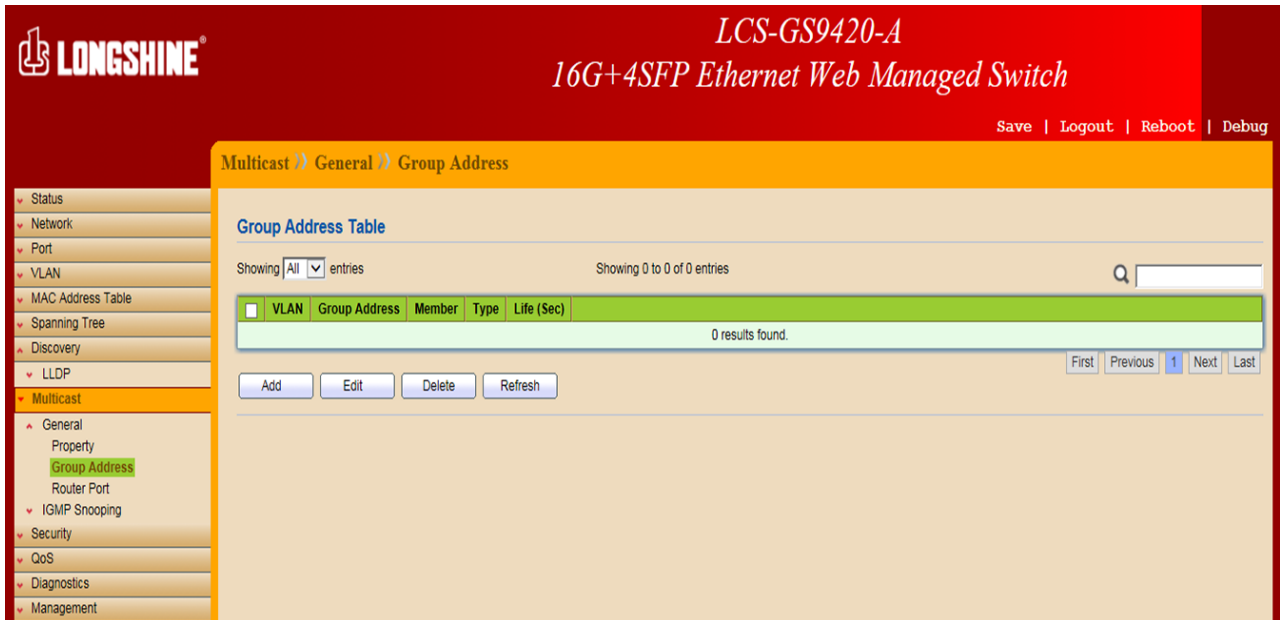 LONGSHINE®
LCS-GS9420-A
16G+4SFP Ethernet Web Managed Switch
Save | Logout | Reboot | Debug
Multicast » General » Group Address
Status
Network
Port
VLAN
MAC Address Table
Spanning Tree
Discovery
LLDP
Multicast
General
Property
Group Address
Router Port
IGMP Snooping
Security
QoS
Diagnostics
Management
Group Address Table
Showing All entries Showing 0 to 0 of 0 entries
VLAN Group Address Member Type Life (Sec)
0 results found.
First Previous 1 Next Last
Add Edit Delete Refresh